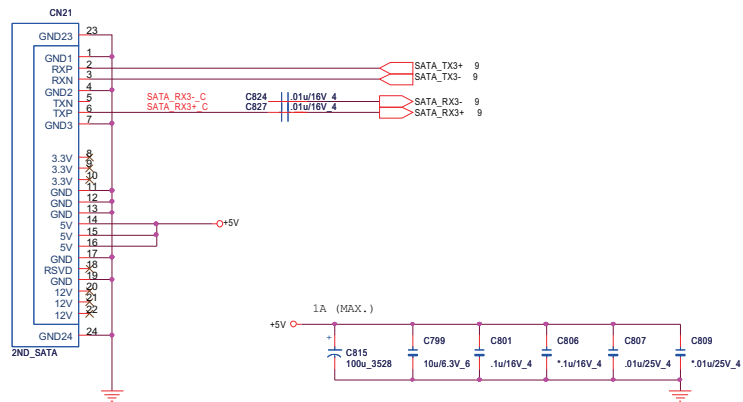 CN21
GND23 23
GND1 1
RXP 2 SATA_TX3+ 9
RXN 3 SATA_TX3- 9
GND2 4
TXN 5 SATA_RX3-_C C824 .01u/16V_4 SATA_RX3- 9
TXP 6 SATA_RX3+_C C827 .01u/16V_4 SATA_RX3+ 9
GND3 7
3.3V 8
3.3V 9
3.3V 10
GND 11
GND 12
GND 13
5V 14 +5V
5V 15
5V 16
GND 17
RSVD 18
GND 19
12V 20
12V 21
12V 22
GND24 24
2ND_SATA
1A (MAX.)
+5V
+
C815 C799 C801 C806 C807 C809
100u_3528 10u/6.3V_6 .1u/16V_4 *.1u/16V_4 .01u/25V_4 *.01u/25V_4